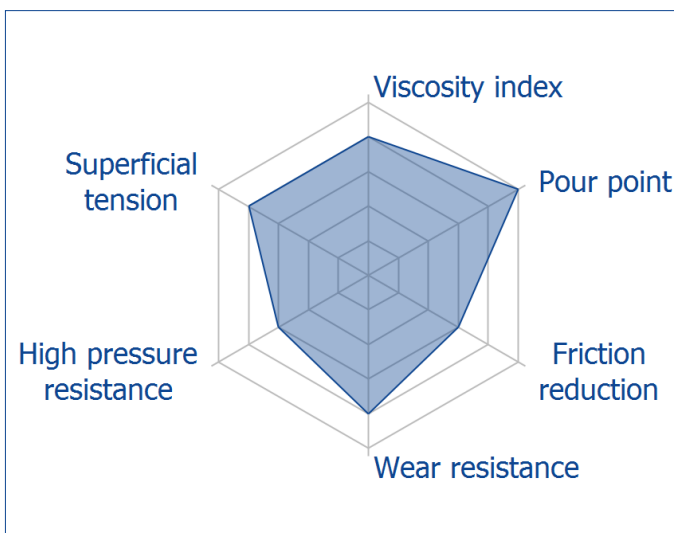 Viscosity index
Superficial
tension
Pour point
High pressure
resistance
Friction
reduction
Wear resistance